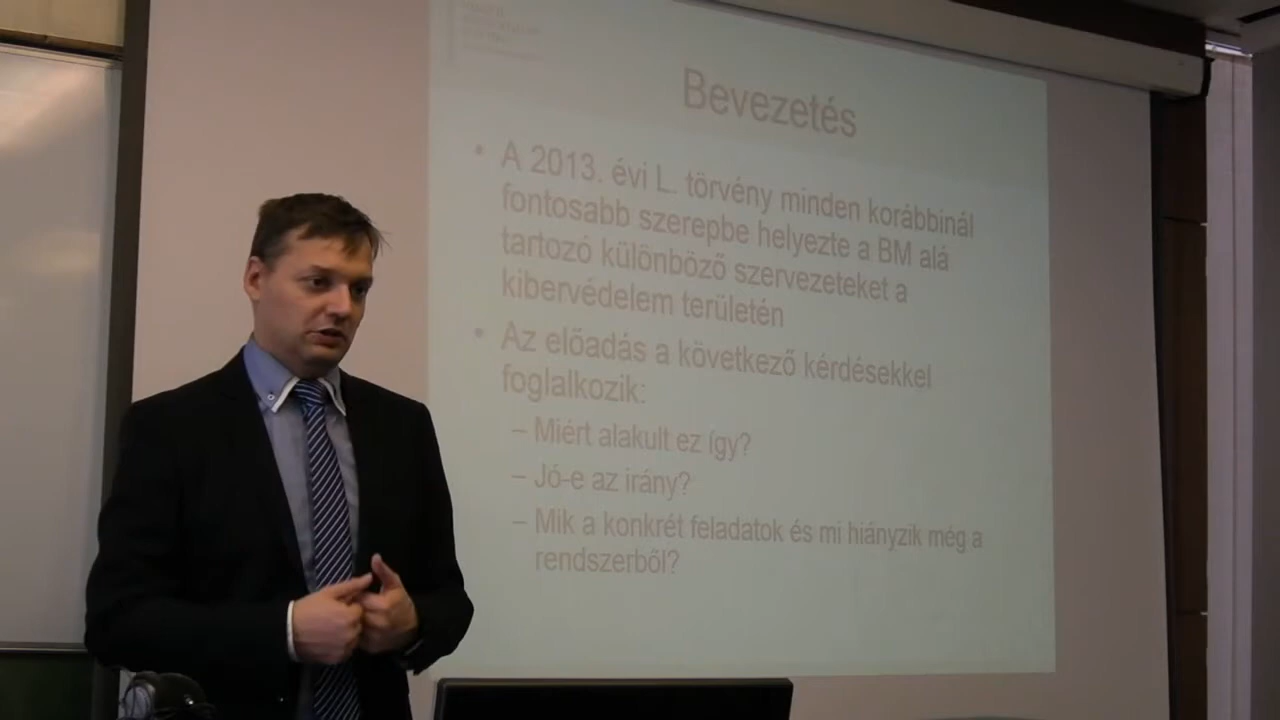 Bevezetés
• A 2013. évi L. törvény minden korábbinál
fontosabb szerepbe helyezte a BM alá
tartozó különböző szervezeteket a
kibervédelem területén
• Az előadás a következő kérdésekkel
foglalkozik:
– Miért alakult ez így?
– Jó-e az irány?
– Mik a konkrét feladatok és mi hiányzik még a
rendszerből?